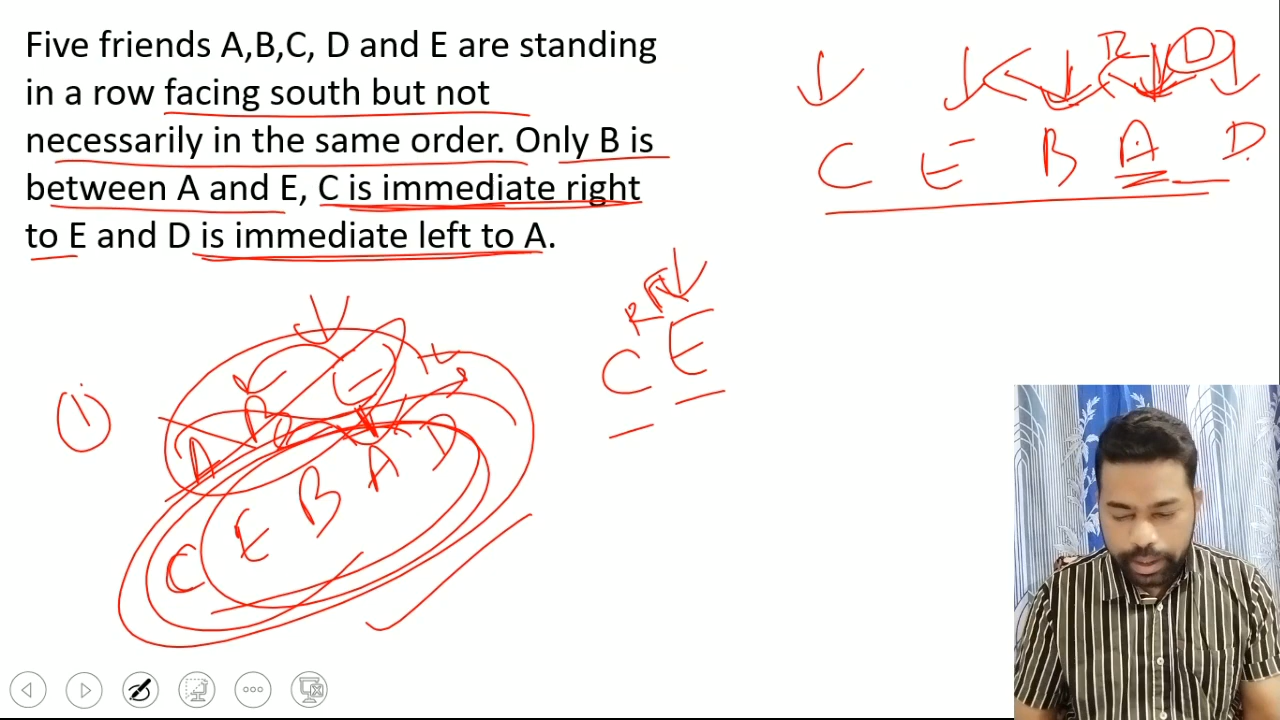 Five friends A,B,C, D and E are standing
in a row facing south but not
necessarily in the same order. Only B is
between A and E, C is immediate right
to E and D is immediate left to A.
R D
C E B A D
R
C E
1
A B
C E B A D